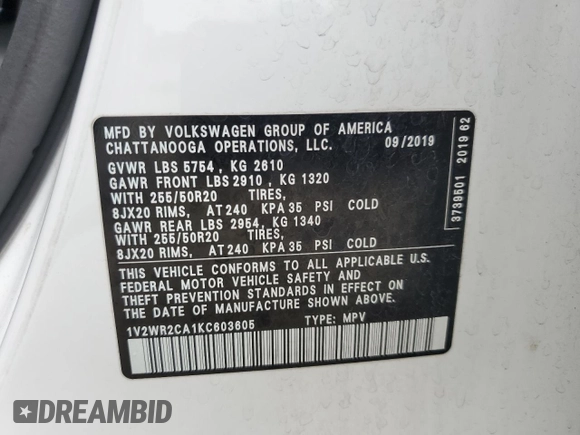 MFD BY VOLKSWAGEN GROUP OF AMERICA
CHATTANOOGA OPERATIONS, LLC. 09/2019
GVWR LBS 5754 , KG 2610
GAWR FRONT LBS 2910 , KG 1320
WITH 255/50R20 TIRES,
8JX20 RIMS, AT 240 KPA 35 PSI COLD
GAWR REAR LBS 2954, KG 1340
WITH 255/50R20 TIRES,
8JX20 RIMS, AT 240 KPA 35 PSI COLD
THIS VEHICLE CONFORMS TO ALL APPLICABLE U.S.
FEDERAL MOTOR VEHICLE SAFETY AND
THEFT PREVENTION STANDARDS IN EFFECT ON
THE DATE OF MANUFACTURE SHOWN ABOVE.
1V2WR2CA1KC603605 TYPE: MPV
3739501 2019 62
DREAMBID